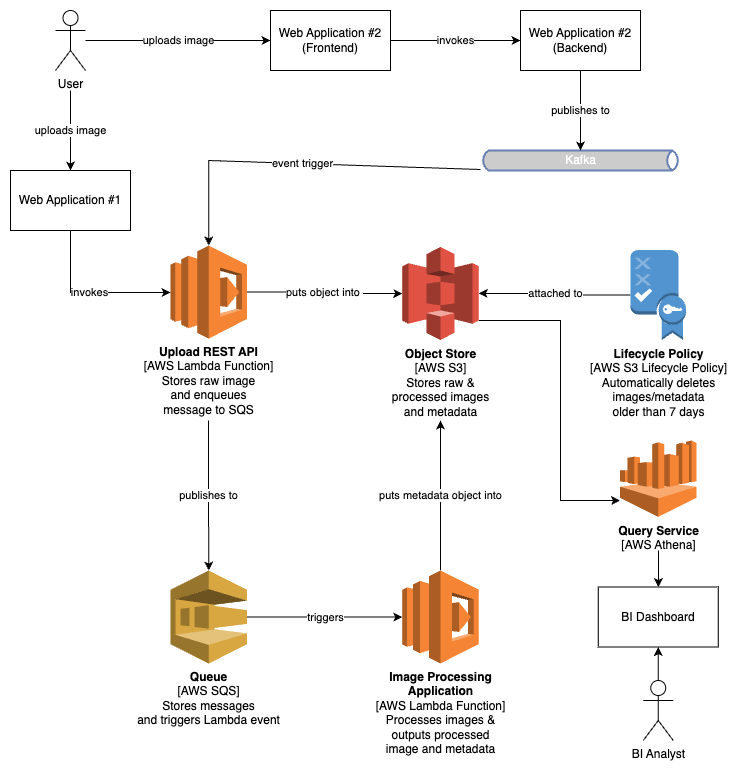 uploads image
Web Application #2
(Frontend)
invokes
Web Application #2
(Backend)
User
publishes to
uploads image
Kafka
event trigger
Web Application #1
invokes
puts object into
attached to
Upload REST API
[AWS Lambda Function]
Stores raw image
and enqueues
message to SQS
Object Store
[AWS S3]
Stores raw &
processed images
and metadata
Lifecycle Policy
[AWS S3 Lifecycle Policy]
Automatically deletes
images/metadata
older than 7 days
publishes to
puts metadata object into
Query Service
[AWS Athena]
triggers
BI Dashboard
Queue
[AWS SQS]
Stores messages
and triggers Lambda event
Image Processing
Application
[AWS Lambda Function]
Processes images &
outputs processed
image and metadata
BI Analyst